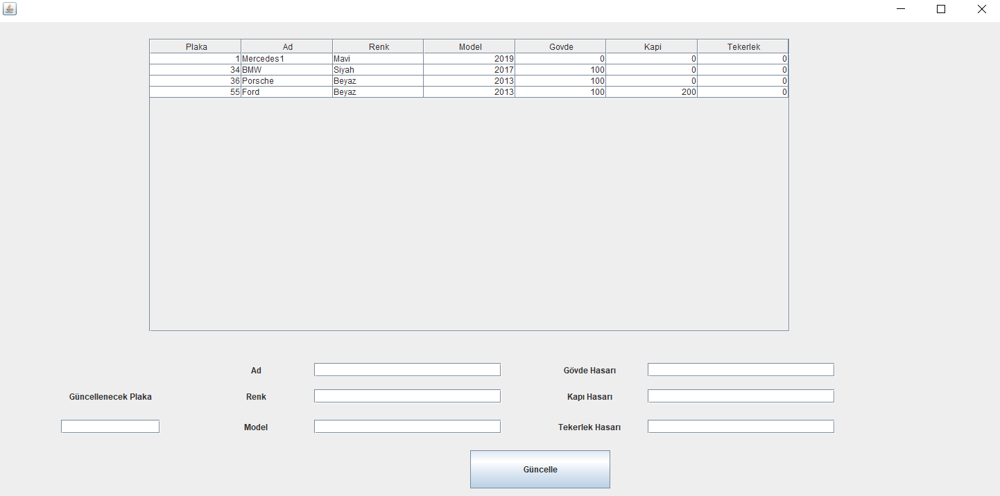 Plaka Ad Renk Model Govde Kapi Tekerlek
1 Mercedes1 Mavi 2019 0 0 0
34 BMW Siyah 2017 100 0 0
36 Porsche Beyaz 2013 100 0 0
55 Ford Beyaz 2013 100 200 0
Ad Gövde Hasarı
Güncellenecek Plaka Renk Kapı Hasarı
Model Tekerlek Hasarı
Güncelle